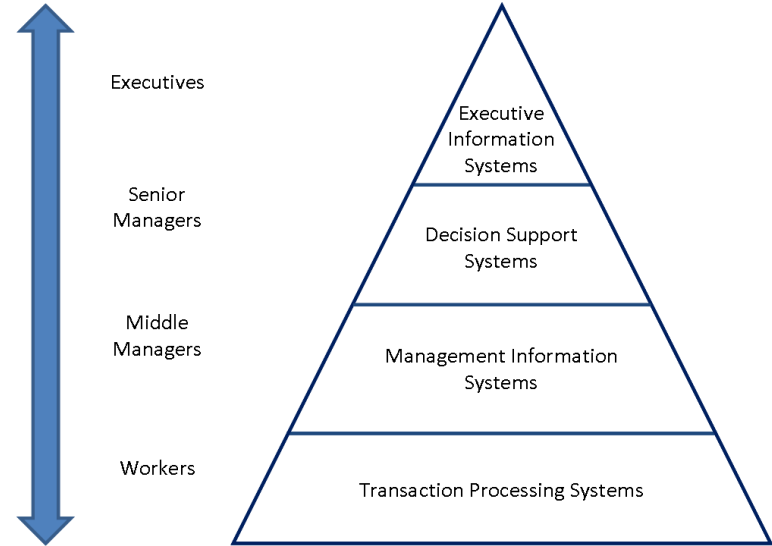 Executives
Executive
Information
Systems
Senior
Managers
Decision Support
Systems
Middle
Managers
Management Information
Systems
Workers
Transaction Processing Systems